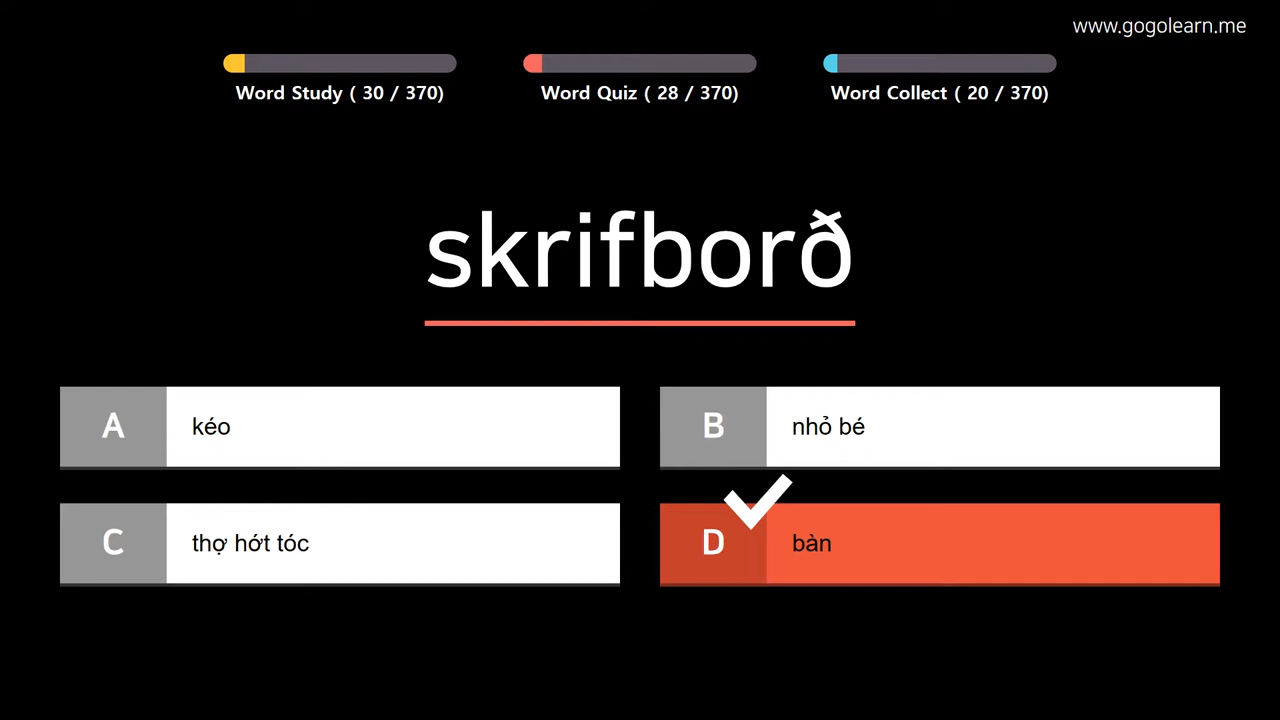 www.gogolearn.me
Word Study ( 30 / 370)
Word Quiz ( 28 / 370)
Word Collect ( 20 / 370)
skrifborð
A kéo
B nhỏ bé
C thợ hớt tóc
D bàn